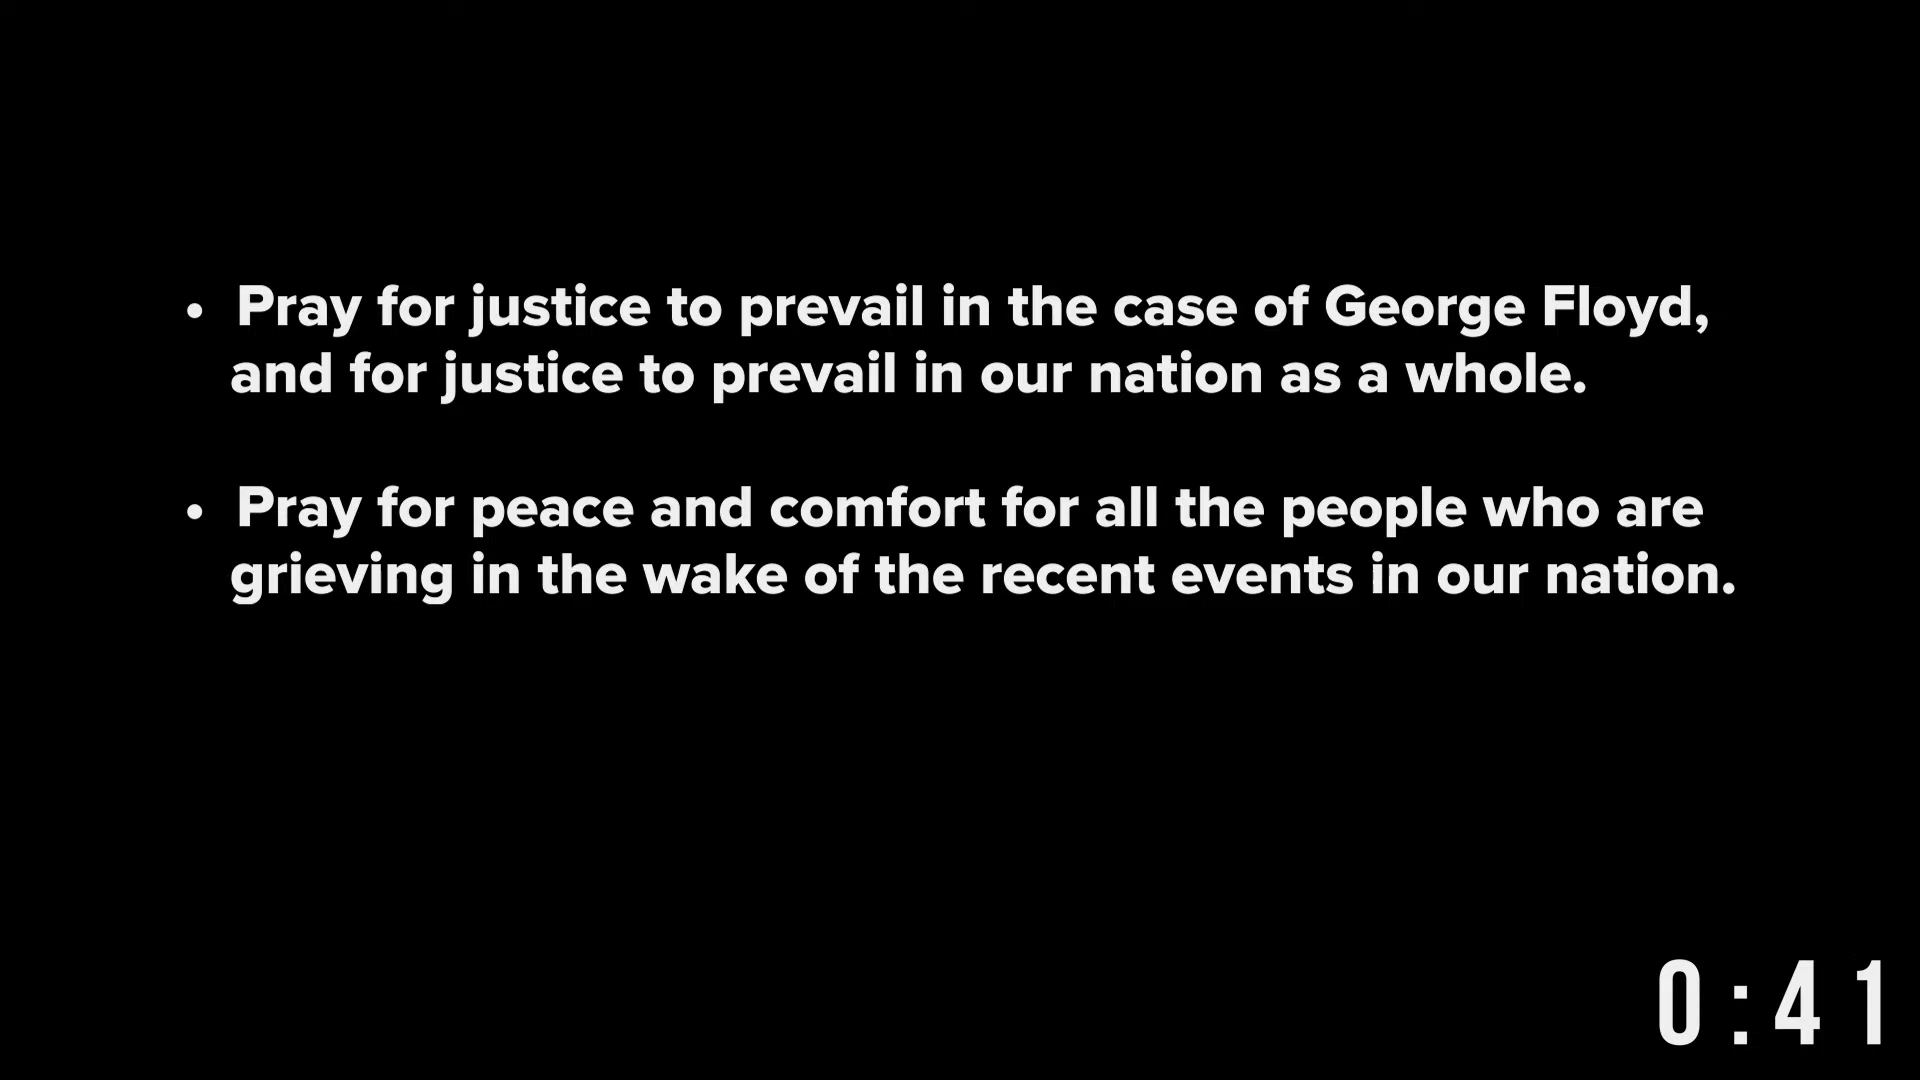 • Pray for justice to prevail in the case of George Floyd,
and for justice to prevail in our nation as a whole.
• Pray for peace and comfort for all the people who are
grieving in the wake of the recent events in our nation.
0:41